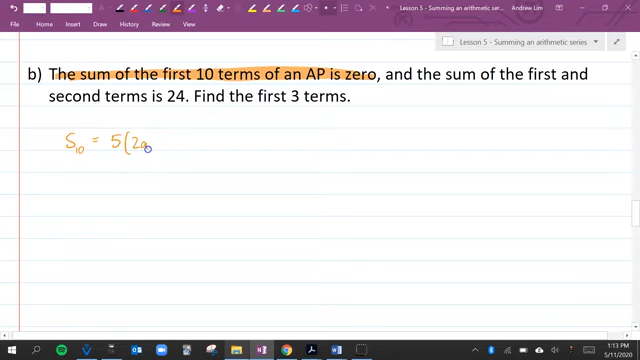 Lesson 5 - Summing an arithmetic series
Andrew Lim
File Home Insert Draw History Review View Help
Share
Lesson 5 - Summing an arithmetic series
b) The sum of the first 10 terms of an AP is zero, and the sum of the first and
second terms is 24. Find the first 3 terms.
S₁₀ = 5(2a
1:13 PM
5/11/2020